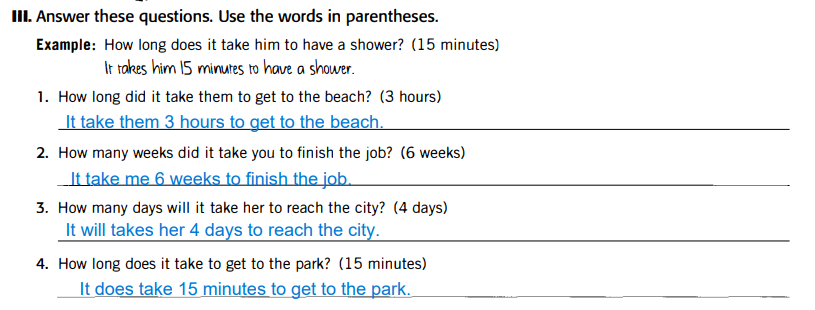 III. Answer these questions. Use the words in parentheses.
Example: How long does it take him to have a shower? (15 minutes)
It takes him 15 minutes to have a shower.
1. How long did it take them to get to the beach? (3 hours)
It take them 3 hours to get to the beach.
2. How many weeks did it take you to finish the job? (6 weeks)
It take me 6 weeks to finish the job.
3. How many days will it take her to reach the city? (4 days)
It will takes her 4 days to reach the city.
4. How long does it take to get to the park? (15 minutes)
It does take 15 minutes to get to the park.